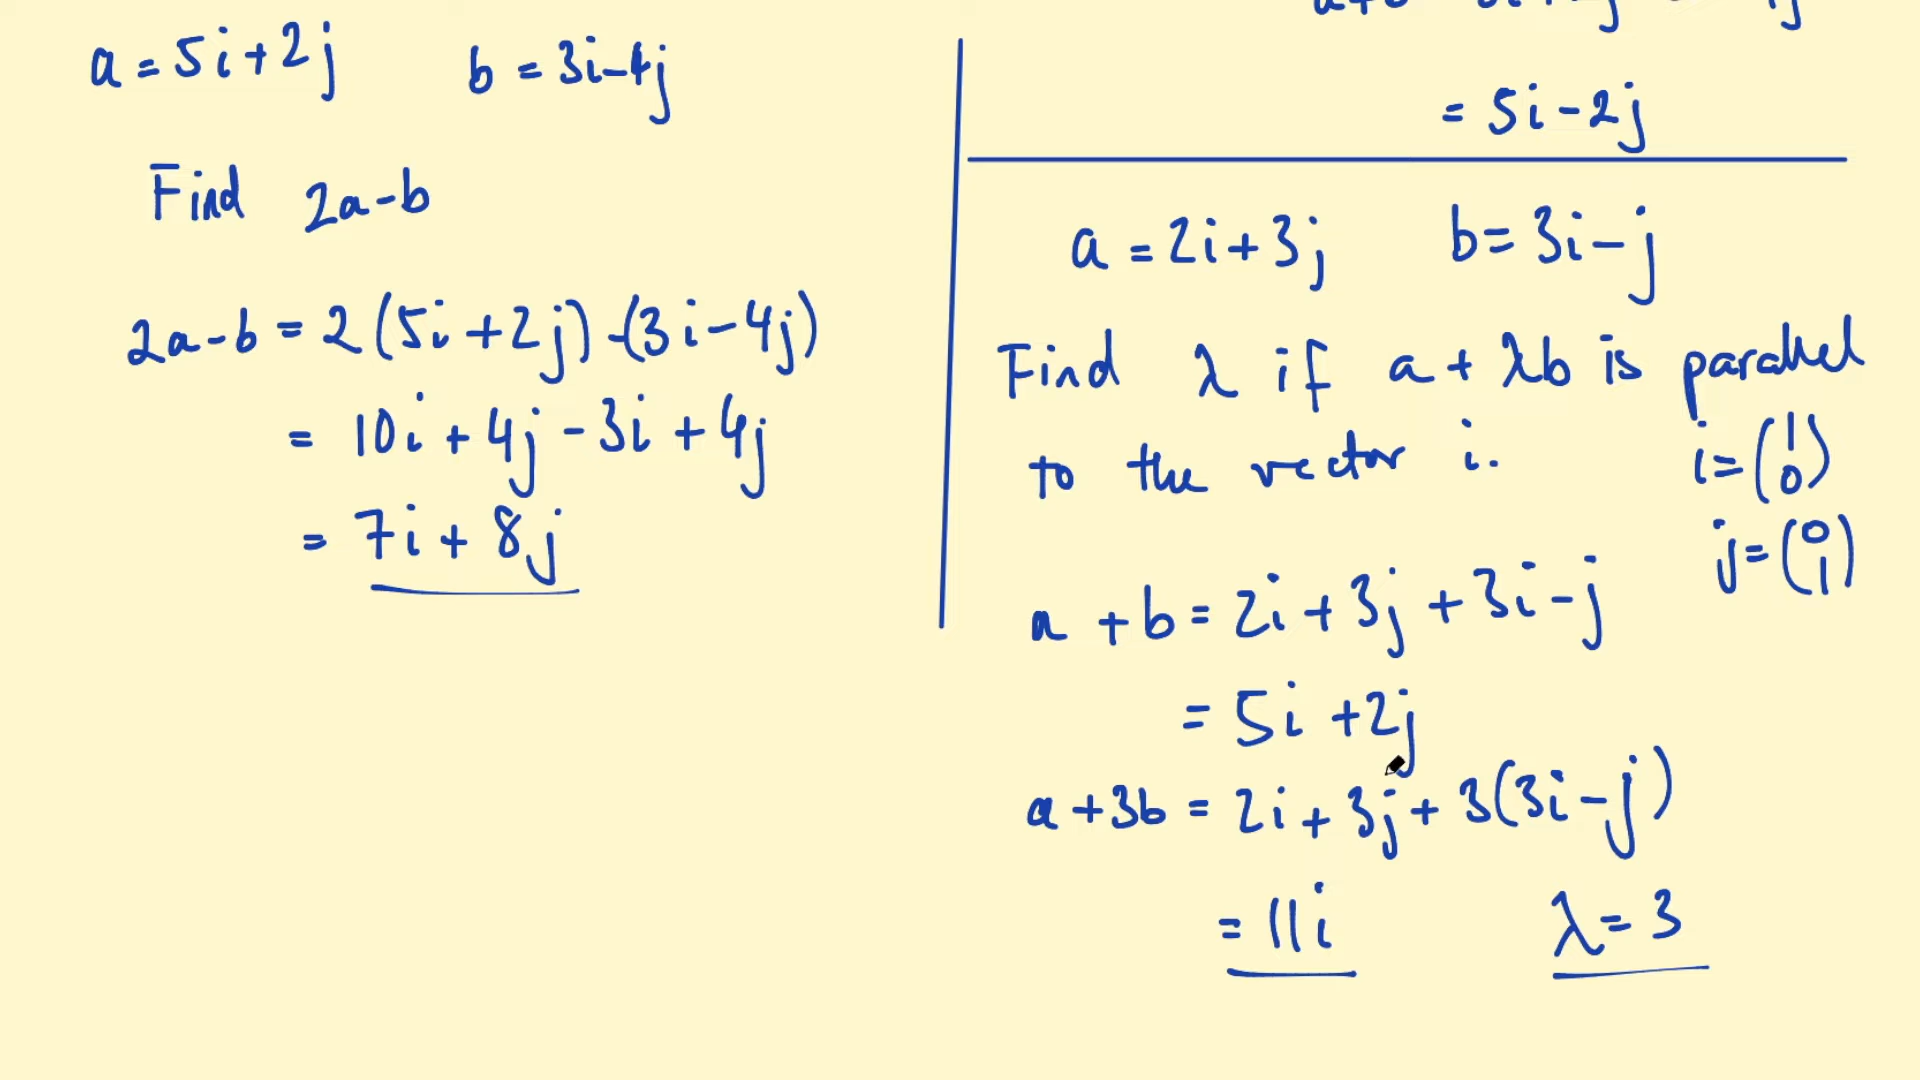 a = 5i + 2j b = 3i - 4j
Find 2a - b
2a - b = 2(5i + 2j) - (3i - 4j)
= 10i + 4j - 3i + 4j
= 7i + 8j
= 5i - 2j
a = 2i + 3j b = 3i - j
Find λ if a + λb is parallel
to the vector i.
i = (1 0)
j = (0 1)
a + b = 2i + 3j + 3i - j
= 5i + 2j
a + 3b = 2i + 3j + 3(3i - j)
= 11i λ = 3